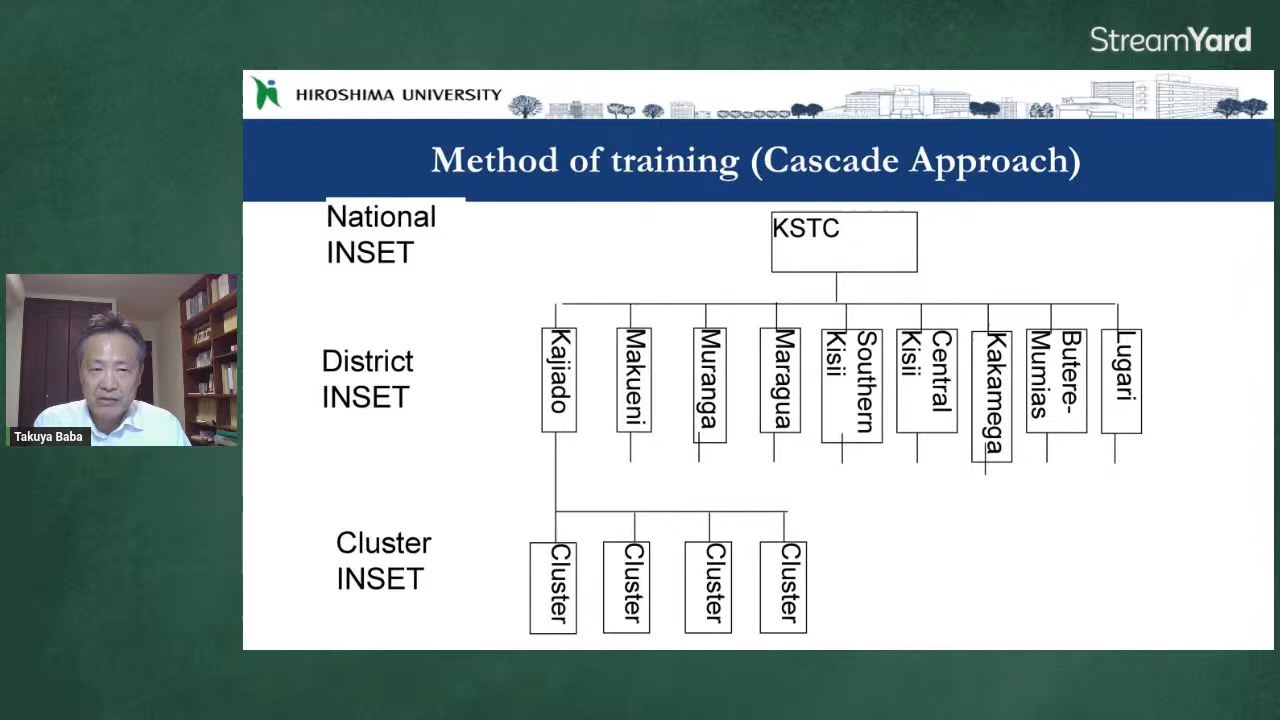 StreamYard
HIROSHIMA UNIVERSITY
Method of training (Cascade Approach)
National
INSET
KSTC
District
INSET
Kajiado
Makueni
Muranga
Maragua
Southern
Kisii
Central
Kisii
Kakamega
Butere-
Mumias
Lugari
Cluster
INSET
Cluster
Cluster
Cluster
Cluster
Takuya Baba